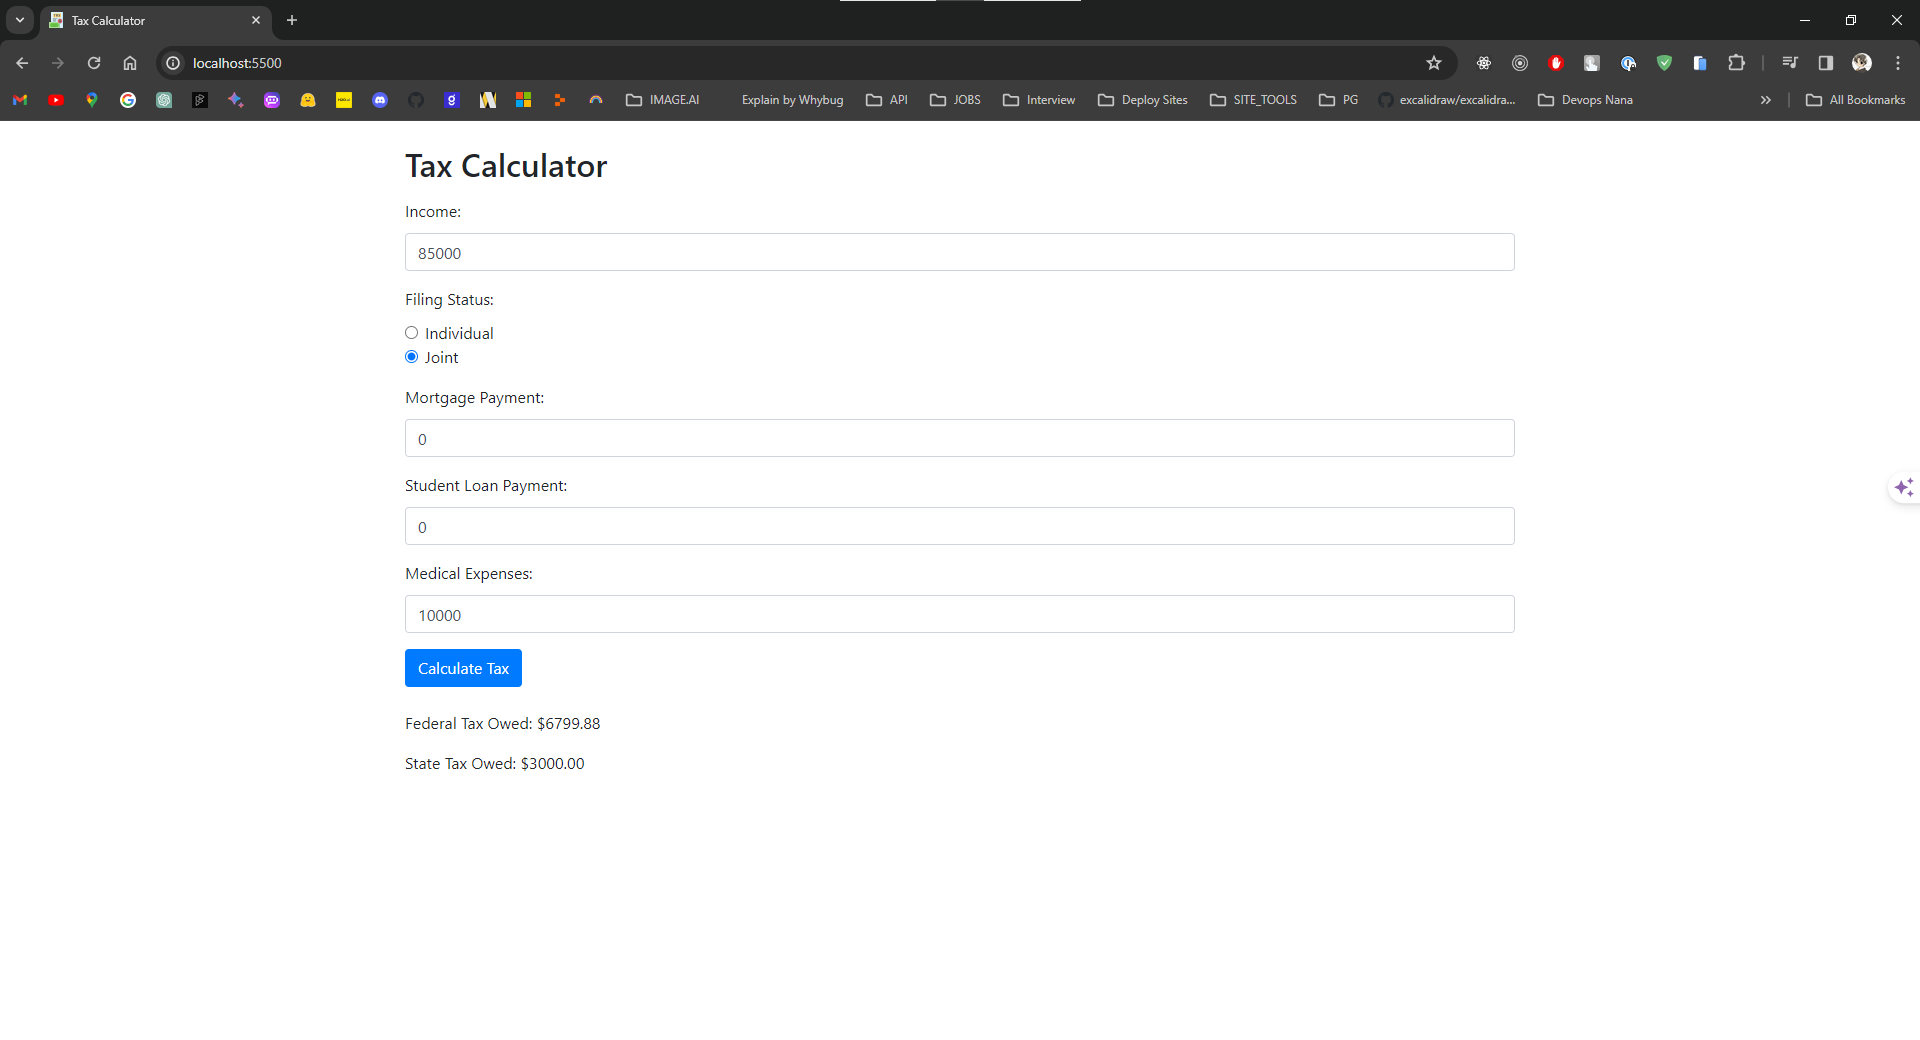 Tax Calculator
localhost:5500
IMAGE.AI Explain by Whybug API JOBS Interview Deploy Sites SITE_TOOLS PG excalidraw/excalidra... Devops Nana All Bookmarks
Tax Calculator
Income:
85000
Filing Status:
Individual
Joint
Mortgage Payment:
0
Student Loan Payment:
0
Medical Expenses:
10000
Calculate Tax
Federal Tax Owed: $6799.88
State Tax Owed: $3000.00